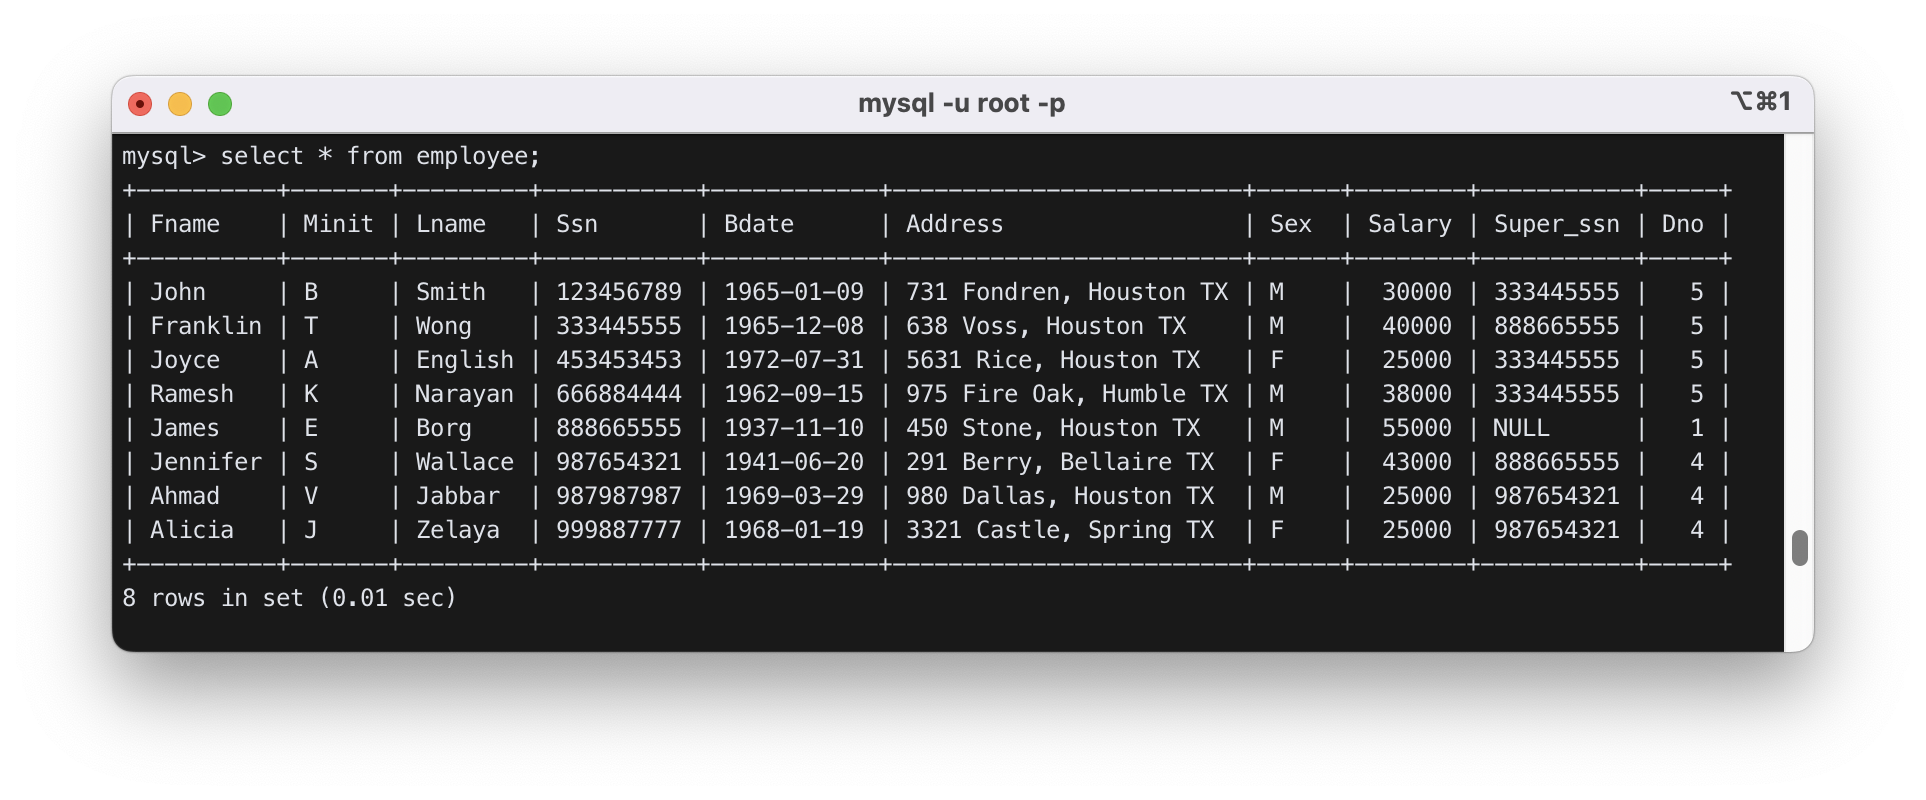 mysql -u root -p
⌥⌘1
mysql> select * from employee;
+----------+-------+---------+-----------+------------+-------------------------+------+--------+-----------+-----+
| Fname    | Minit | Lname   | Ssn       | Bdate      | Address                 | Sex  | Salary | Super_ssn | Dno |
+----------+-------+---------+-----------+------------+-------------------------+------+--------+-----------+-----+
| John     | B     | Smith   | 123456789 | 1965-01-09 | 731 Fondren, Houston TX | M    |  30000 | 333445555 |   5 |
| Franklin | T     | Wong    | 333445555 | 1965-12-08 | 638 Voss, Houston TX    | M    |  40000 | 888665555 |   5 |
| Joyce    | A     | English | 453453453 | 1972-07-31 | 5631 Rice, Houston TX   | F    |  25000 | 333445555 |   5 |
| Ramesh   | K     | Narayan | 666884444 | 1962-09-15 | 975 Fire Oak, Humble TX | M    |  38000 | 333445555 |   5 |
| James    | E     | Borg    | 888665555 | 1937-11-10 | 450 Stone, Houston TX   | M    |  55000 | NULL      |   1 |
| Jennifer | S     | Wallace | 987654321 | 1941-06-20 | 291 Berry, Bellaire TX  | F    |  43000 | 888665555 |   4 |
| Ahmad    | V     | Jabbar  | 987987987 | 1969-03-29 | 980 Dallas, Houston TX  | M    |  25000 | 987654321 |   4 |
| Alicia   | J     | Zelaya  | 999887777 | 1968-01-19 | 3321 Castle, Spring TX  | F    |  25000 | 987654321 |   4 |
+----------+-------+---------+-----------+------------+-------------------------+------+--------+-----------+-----+
8 rows in set (0.01 sec)